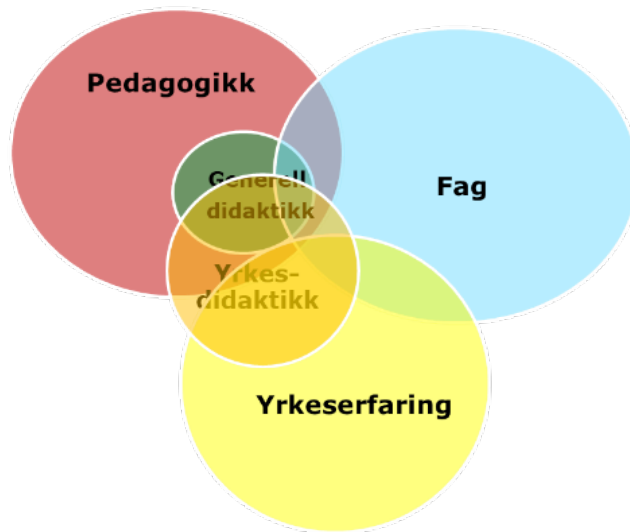 Pedagogikk
Fag
Generell
didaktikk
Yrkes-
didaktikk
Yrkeserfaring